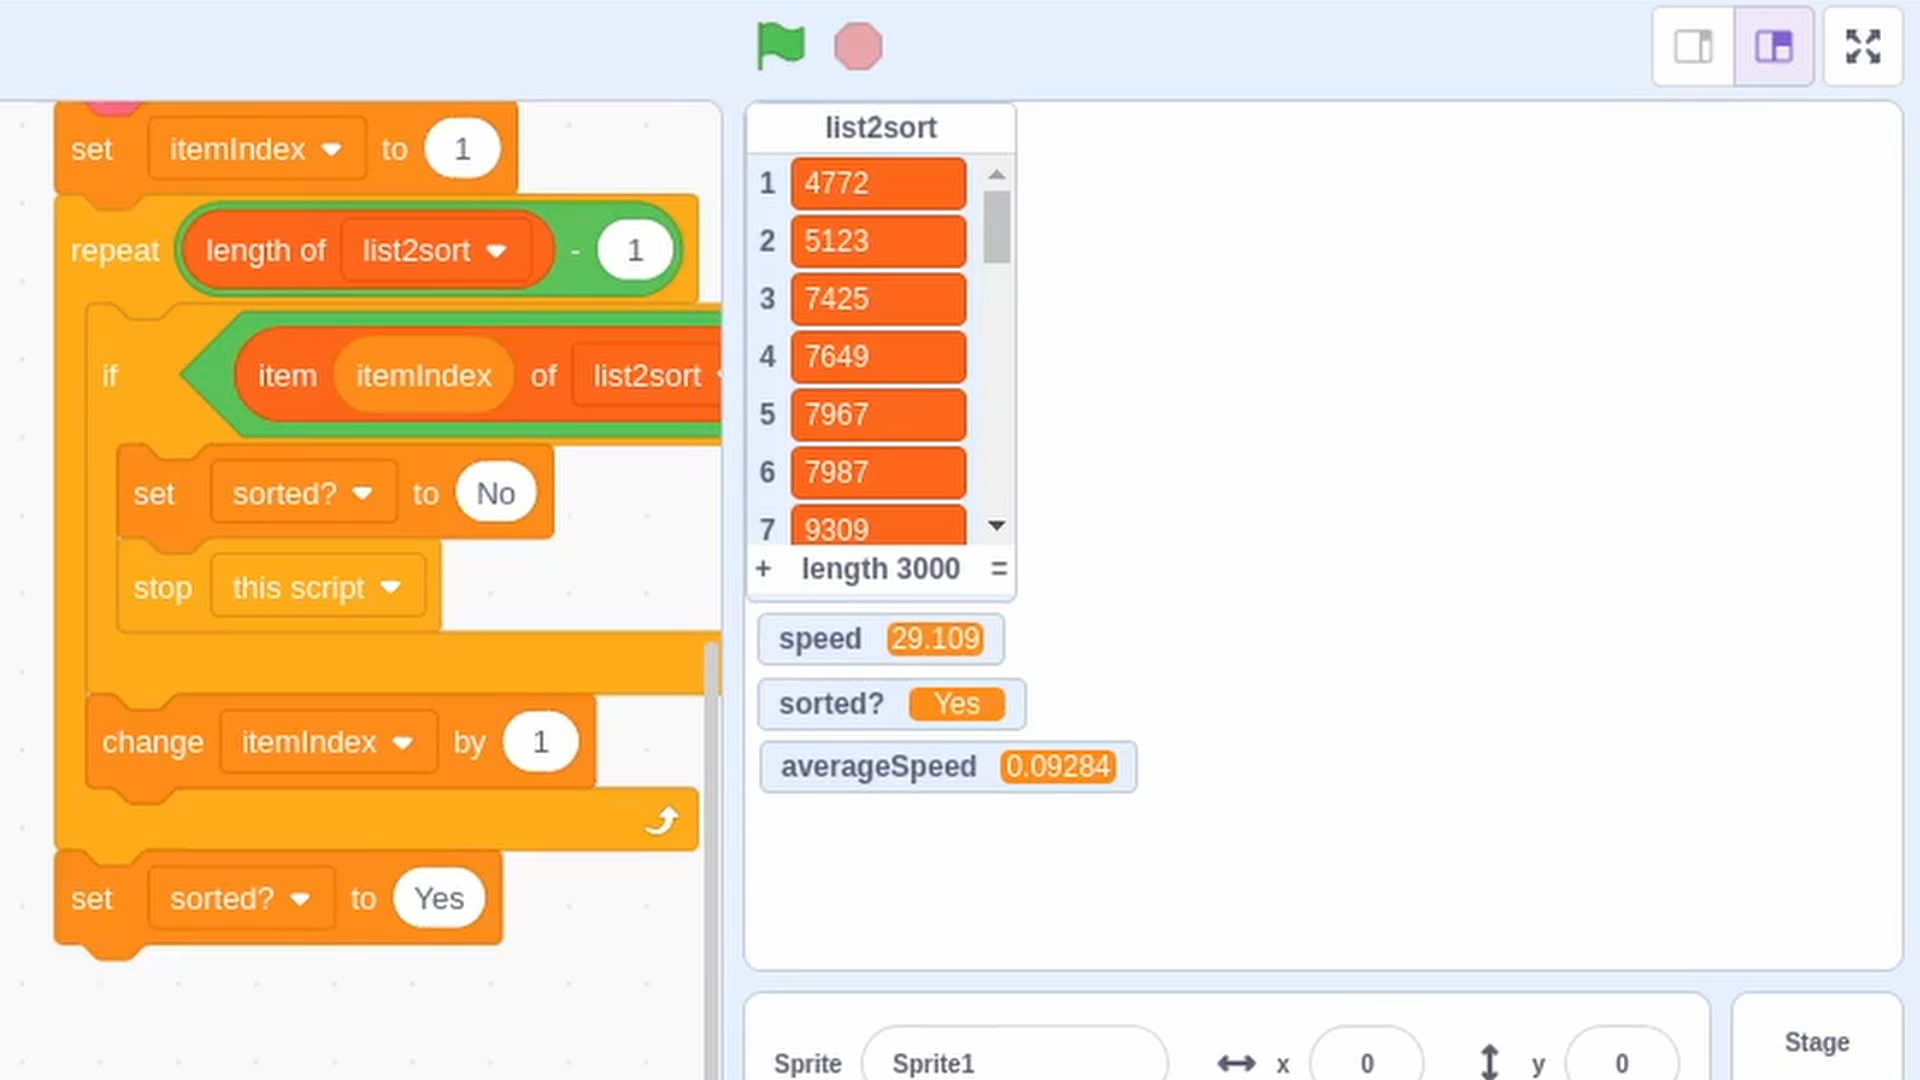 set itemIndex to 1
repeat length of list2sort - 1
if item itemIndex of list2sort
set sorted? to No
stop this script
change itemIndex by 1
set sorted? to Yes
list2sort
1 4772
2 5123
3 7425
4 7649
5 7967
6 7987
7 9309
+ length 3000 =
speed 29.109
sorted? Yes
averageSpeed 0.09284
Sprite Sprite1 x 0 y 0
Stage